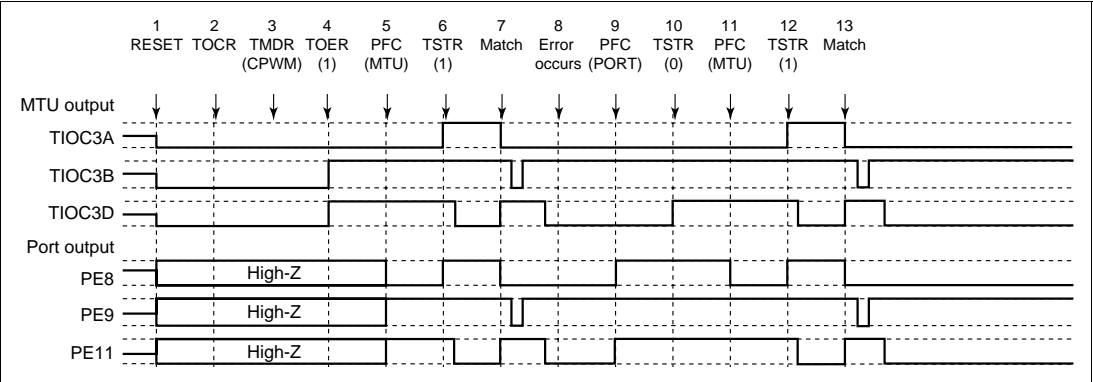 1 2 3 4 5 6 7 8 9 10 11 12 13
RESET TOCR TMDR TOER PFC TSTR Match Error PFC TSTR PFC TSTR Match
(CPWM) (1) (MTU) (1) occurs (PORT) (0) (MTU) (1)
MTU output
TIOC3A
TIOC3B
TIOC3D
Port output
PE8 High-Z
PE9 High-Z
PE11 High-Z